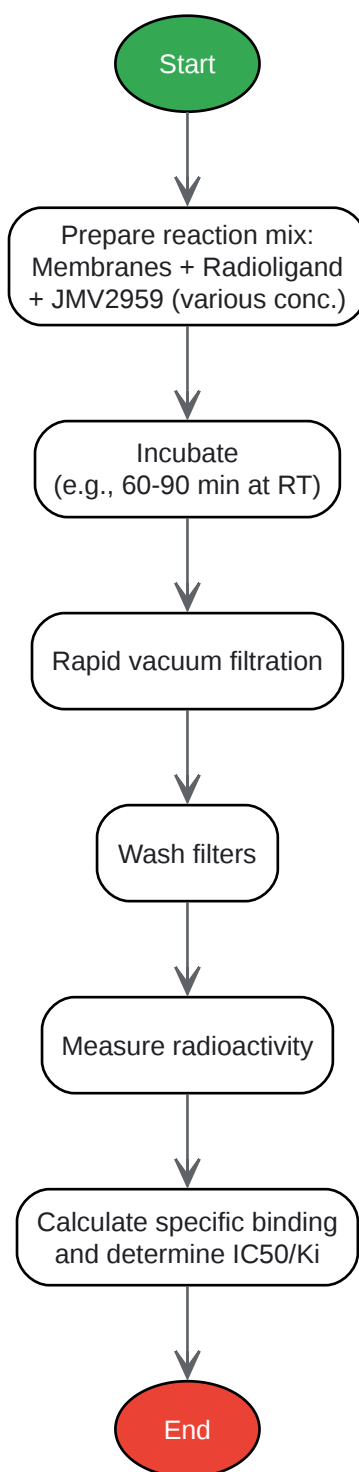 Start
Prepare reaction mix:
Membranes + Radioligand
+ JMV2959 (various conc.)
Incubate
(e.g., 60-90 min at RT)
Rapid vacuum filtration
Wash filters
Measure radioactivity
Calculate specific binding
and determine IC50/Ki
End